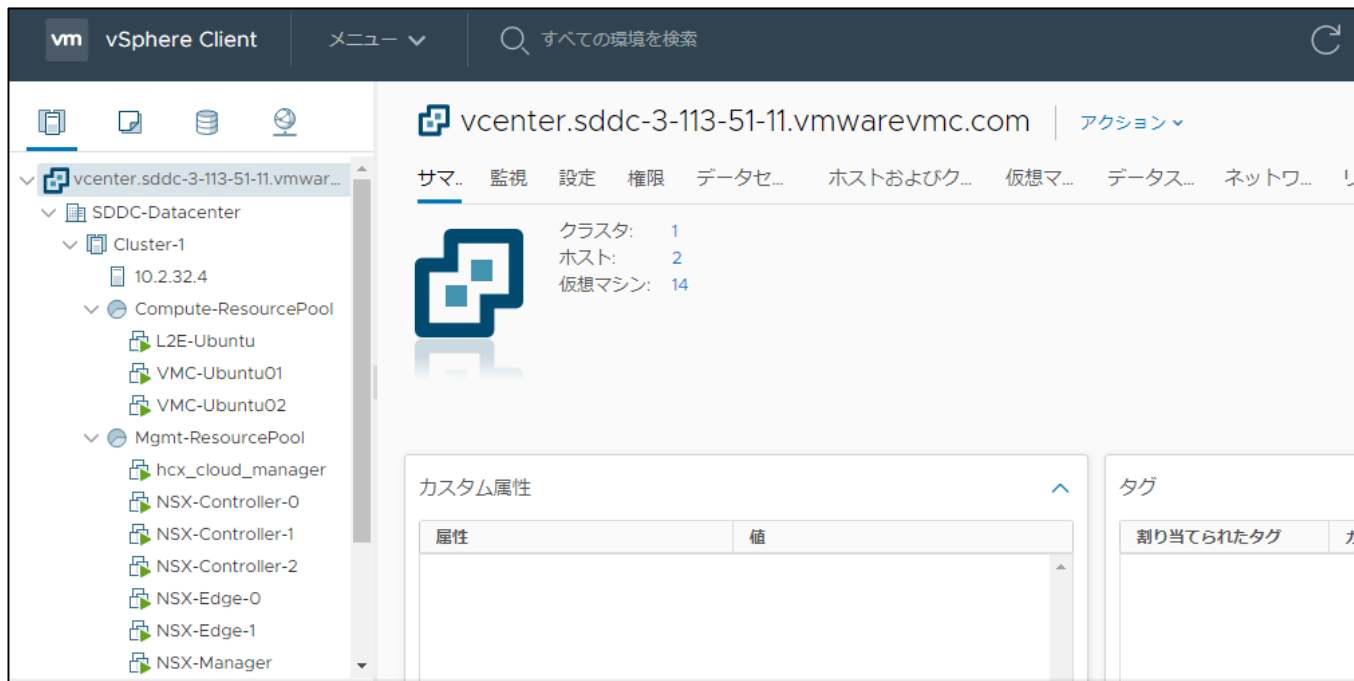 vm vSphere Client メニュー すべての環境を検索
vcenter.sddc-3-113-51-11.vmwar...
SDDC-Datacenter
Cluster-1
10.2.32.4
Compute-ResourcePool
L2E-Ubuntu
VMC-Ubuntu01
VMC-Ubuntu02
Mgmt-ResourcePool
hcx_cloud_manager
NSX-Controller-0
NSX-Controller-1
NSX-Controller-2
NSX-Edge-0
NSX-Edge-1
NSX-Manager
vcenter.sddc-3-113-51-11.vmwarevmc.com アクション
サマ.. 監視 設定 権限 データセ... ホストおよびク... 仮想マ... データス... ネットワ...
クラスタ: 1
ホスト: 2
仮想マシン: 14
カスタム属性
属性 値
タグ
割り当てられたタグ